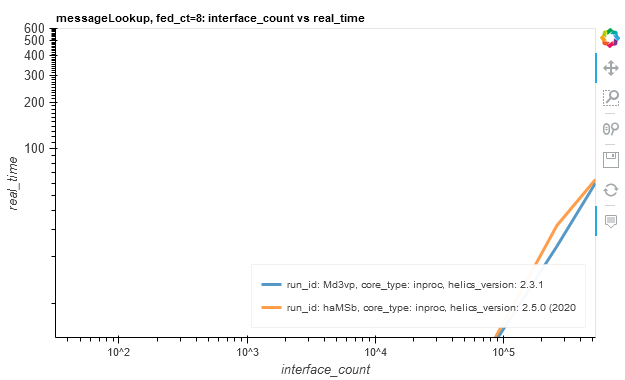 messageLookup, fed_ct=8: interface_count vs real_time
600
500
400
300
200
100
real_time
run_id: Md3vp, core_type: inproc, helics_version: 2.3.1
run_id: haMSb, core_type: inproc, helics_version: 2.5.0 (2020
10^2
10^3
10^4
10^5
interface_count